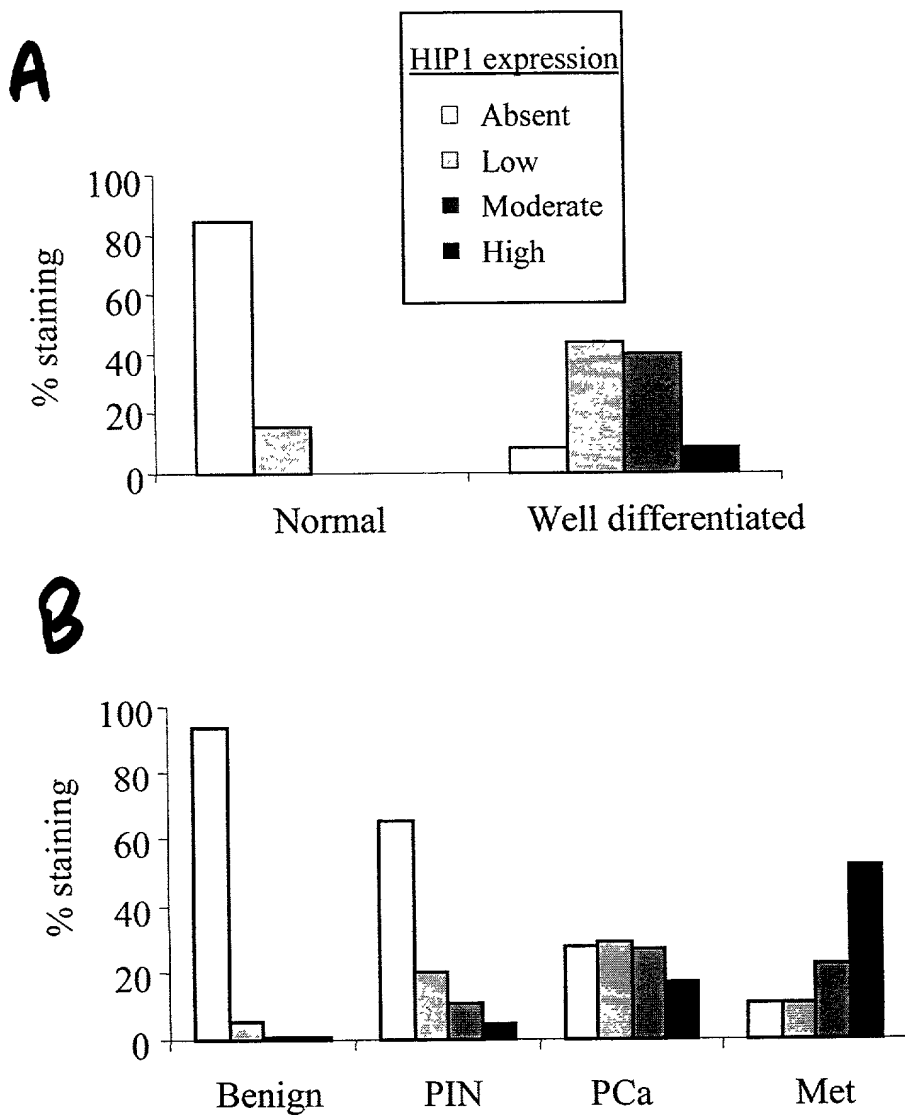 A
HIP1 expression
Absent
Low
Moderate
High
100
80
60
40
20
0
% staining
Normal
Well differentiated
B
100
80
60
40
20
0
% staining
Benign
PIN
PCa
Met